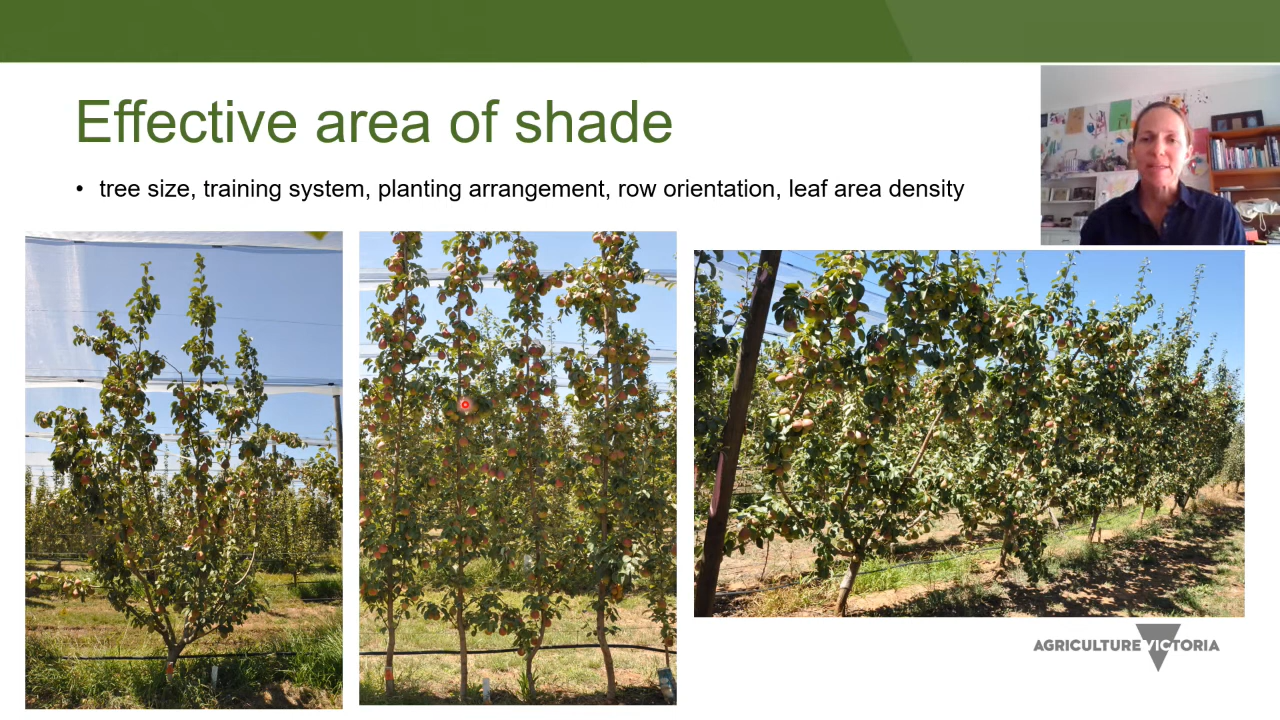 Effective area of shade
• tree size, training system, planting arrangement, row orientation, leaf area density
AGRICULTURE VICTORIA